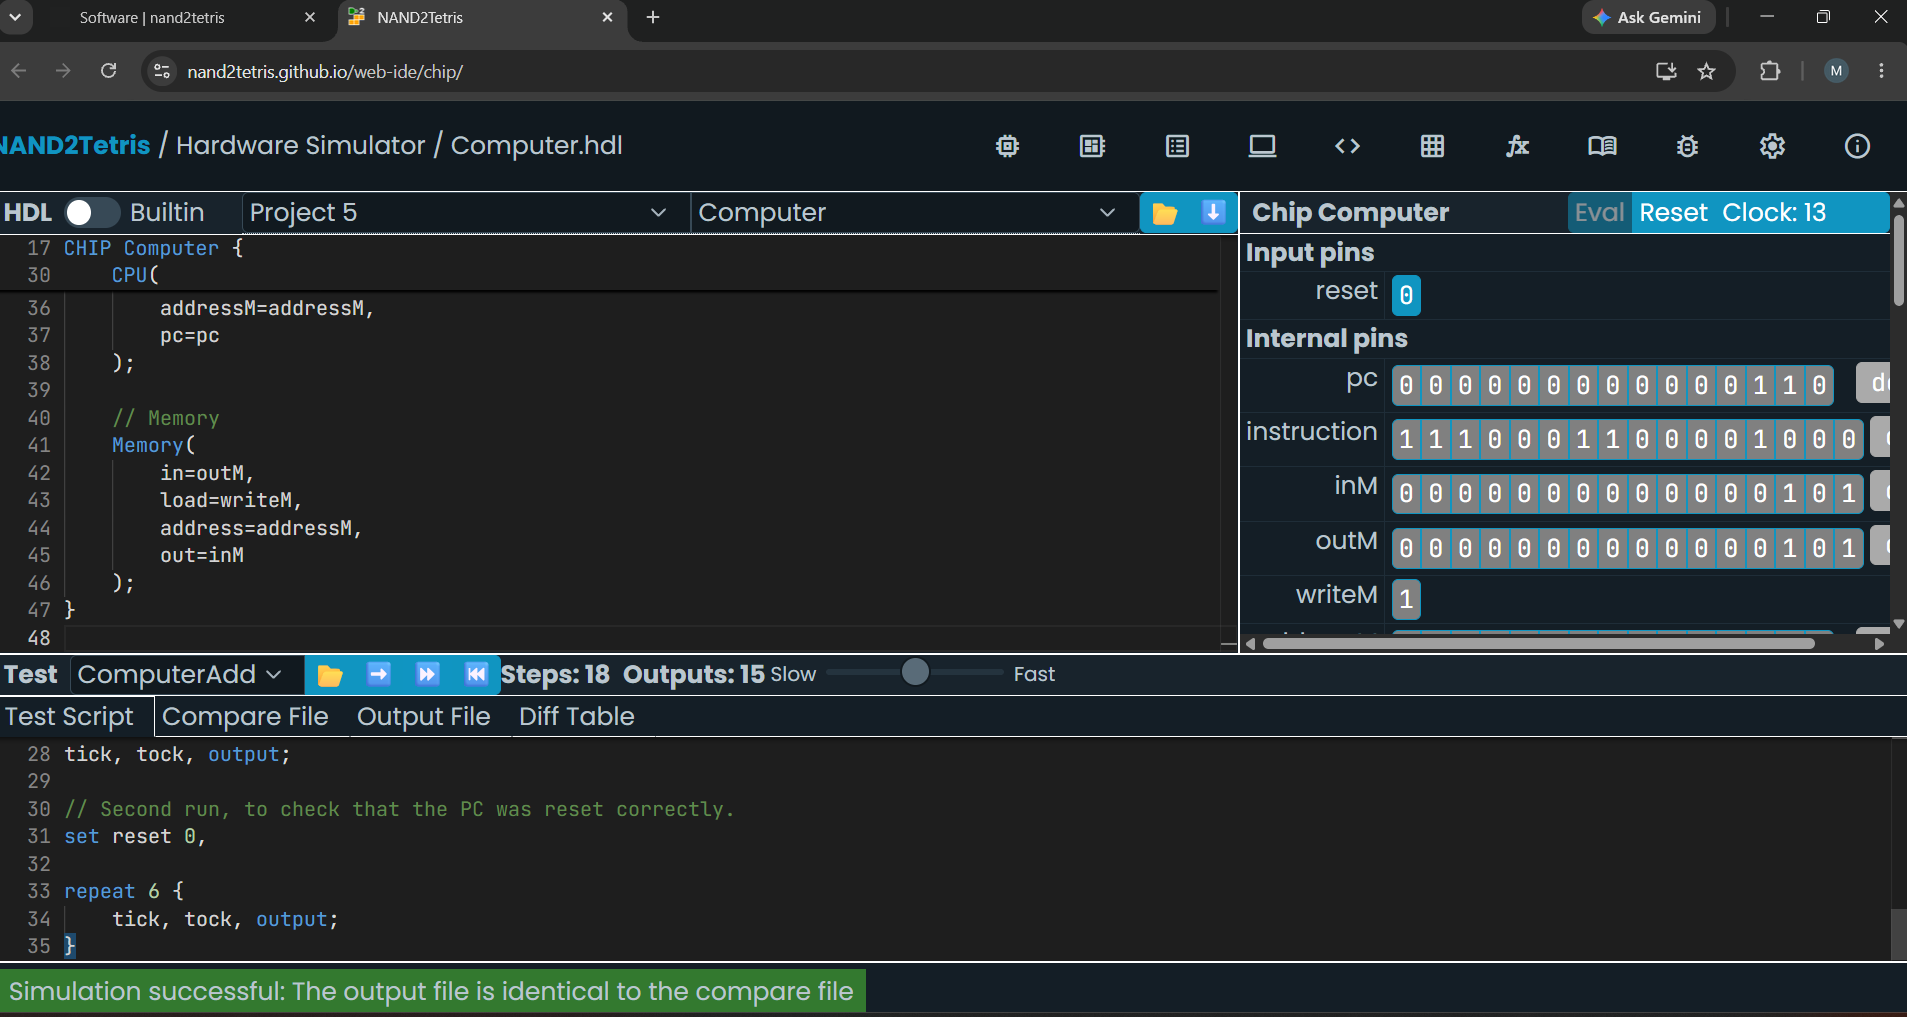 Software | nand2tetris
NAND2Tetris
Ask Gemini
nand2tetris.github.io/web-ide/chip/
M
NAND2Tetris / Hardware Simulator / Computer.hdl
HDL Builtin Project 5 Computer
17 CHIP Computer {
30 CPU(
36 addressM=addressM,
37 pc=pc
38 );
39
40 // Memory
41 Memory(
42 in=outM,
43 load=writeM,
44 address=addressM,
45 out=inM
46 );
47 }
48
Chip Computer Eval Reset Clock: 13
Input pins
reset 0
Internal pins
pc 0 0 0 0 0 0 0 0 0 0 0 0 1 1 0
instruction 1 1 1 0 0 0 1 1 0 0 0 0 1 0 0 0
inM 0 0 0 0 0 0 0 0 0 0 0 0 0 1 0 1
outM 0 0 0 0 0 0 0 0 0 0 0 0 0 1 0 1
writeM 1
Test ComputerAdd Steps: 18 Outputs: 15 Slow Fast
Test Script Compare File Output File Diff Table
28 tick, tock, output;
29
30 // Second run, to check that the PC was reset correctly.
31 set reset 0,
32
33 repeat 6 {
34 tick, tock, output;
35 }
Simulation successful: The output file is identical to the compare file